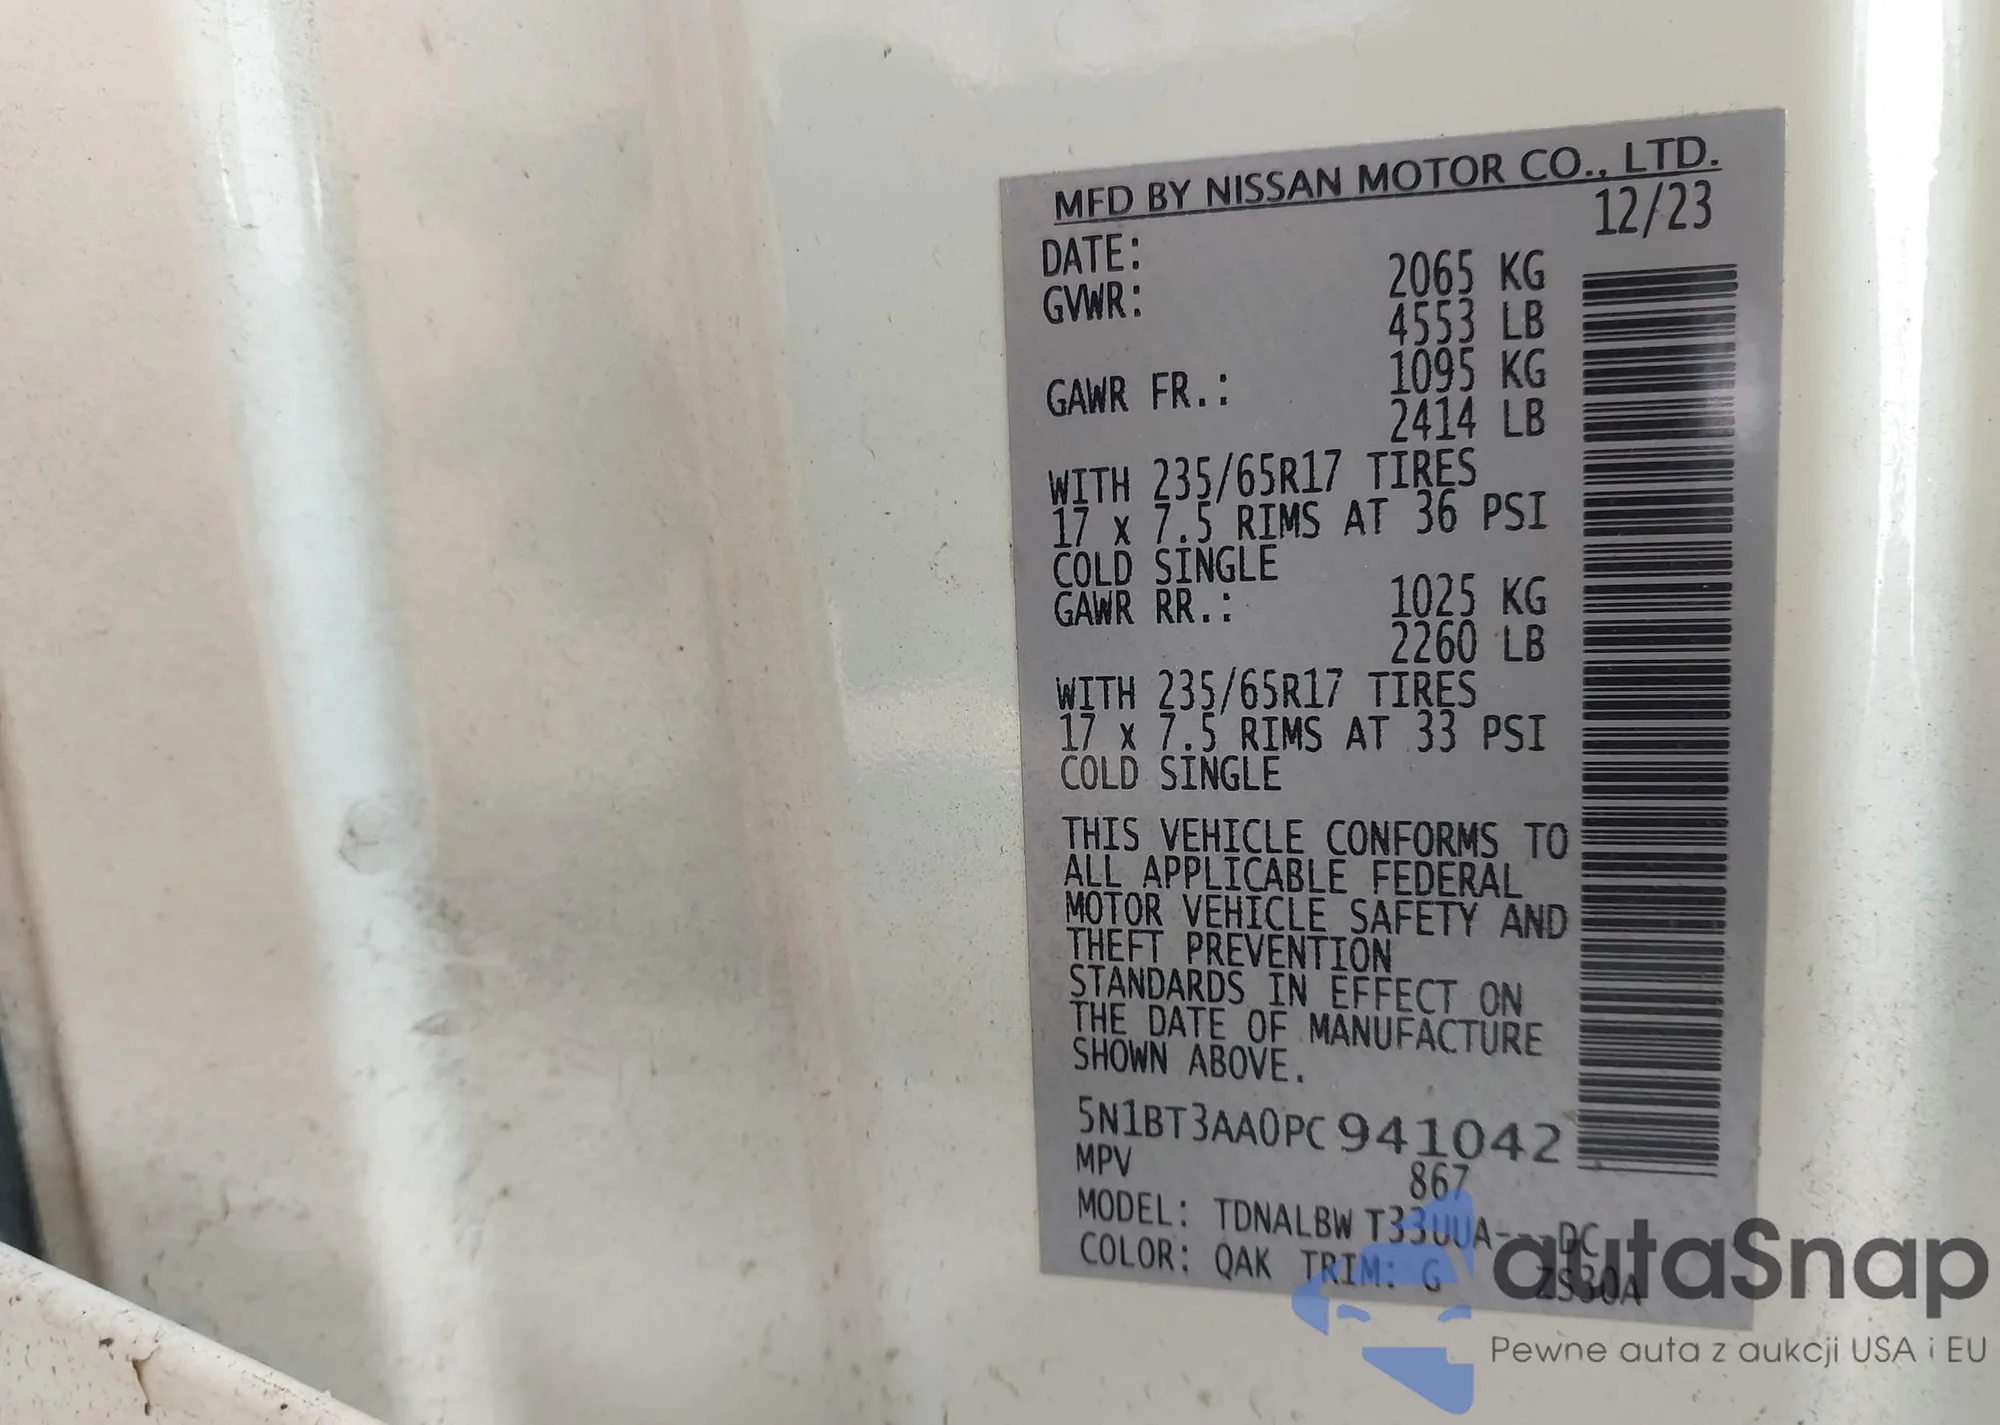 MFD BY NISSAN MOTOR CO., LTD.
DATE: 12/23
GVWR: 2065 KG
4553 LB
GAWR FR.: 1095 KG
2414 LB
WITH 235/65R17 TIRES
17 x 7.5 RIMS AT 36 PSI
COLD SINGLE
GAWR RR.: 1025 KG
2260 LB
WITH 235/65R17 TIRES
17 x 7.5 RIMS AT 33 PSI
COLD SINGLE
THIS VEHICLE CONFORMS TO
ALL APPLICABLE FEDERAL
MOTOR VEHICLE SAFETY AND
THEFT PREVENTION
STANDARDS IN EFFECT ON
THE DATE OF MANUFACTURE
SHOWN ABOVE.
5N1BT3AA0PC941042
MPV 867
MODEL: TDNALBW T33UUA---DC
COLOR: QAK TRIM: G ZS30A
autaSnap
Pewne auta z aukcji USA i EU